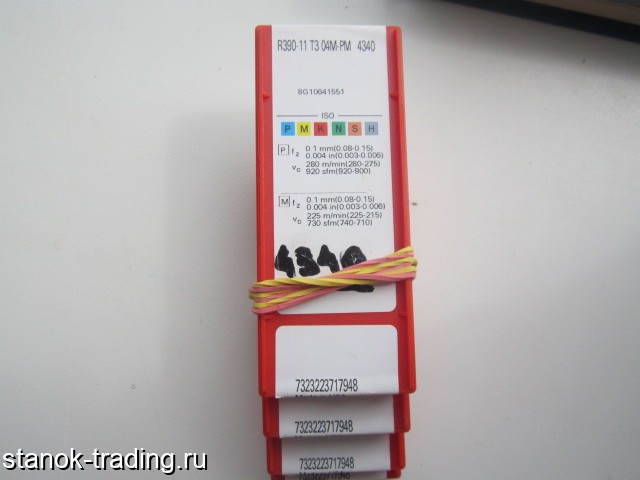 R390-11 T3 04M-PM 4340
8G10641551
ISO
P M K N S H
P fz 0.1 mm(0.08-0.15)
0.004 in(0.003-0.006)
vc 280 m/min(280-275)
920 sfm(920-900)
M fz 0.1 mm(0.08-0.15)
0.004 in(0.003-0.006)
vc 225 m/min(225-215)
730 sfm(740-710)
4340
7323223717948
7323223717948
7323223717948
stanok-trading.ru